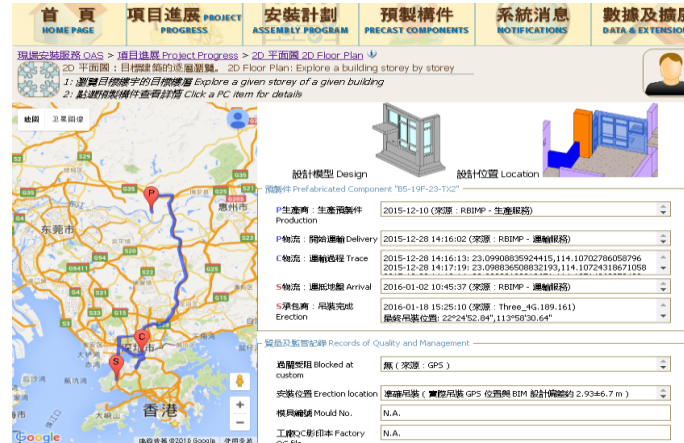 首 頁
HOME PAGE
項目進展 PROJECT
PROGRESS
安裝計劃
ASSEMBLY PROGRAM
預製構件
PRECAST COMPONENTS
系統消息
NOTIFICATIONS
數據及擴展
DATA & EXTENSION
現場安裝服務 OAS > 項目進展 Project Progress > 2D 平面圖 2D Floor Plan
2D 平面圖：目標建築的逐層瀏覽。 2D Floor Plan: Explore a building storey by storey
1: 瀏覽目標樓宇的目標樓層 Explore a given storey of a given building
2: 點選預製構件查看詳情 Click a PC item for details
地圖 卫星圖像
惠州市
东莞市
深圳市
香港
P
C
S
Google
設計模型 Design
設計位置 Location
預製件 Prefabricated Component "B5-19F-23-TX2"
P生產商：生產預製件 Production
2015-12-10 (來源：RBIMP - 生產服務)
P物流：開始運輸 Delivery
2015-12-28 14:16:02 (來源：RBIMP - 運輸服務)
C物流：運輸過程 Trace
2015-12-28 14:16:13: 23.09908835924415,114.10702786058796
2015-12-28 14:17:19: 23.098836508832193,114.10724318671058
S物流：運抵地盤 Arrival
2016-01-02 10:45:37 (來源：RBIMP - 運輸服務)
S承包商：吊裝完成 Erection
2016-01-18 15:25:10 (來源：Three_4G.189.161)
最終吊裝位置: 22°24'52.84",113°58'30.64"
質量及監管紀錄 Records of Quality and Management
過關受阻 Blocked at custom
無 ( 來源：GPS )
安裝位置 Erection location
準確吊裝 ( 實際吊裝 GPS 位置與 BIM 設計偏離約 2.93±6.7 m )
模具編號 Mould No.
N.A.
工廠QC影印本 Factory
N.A.